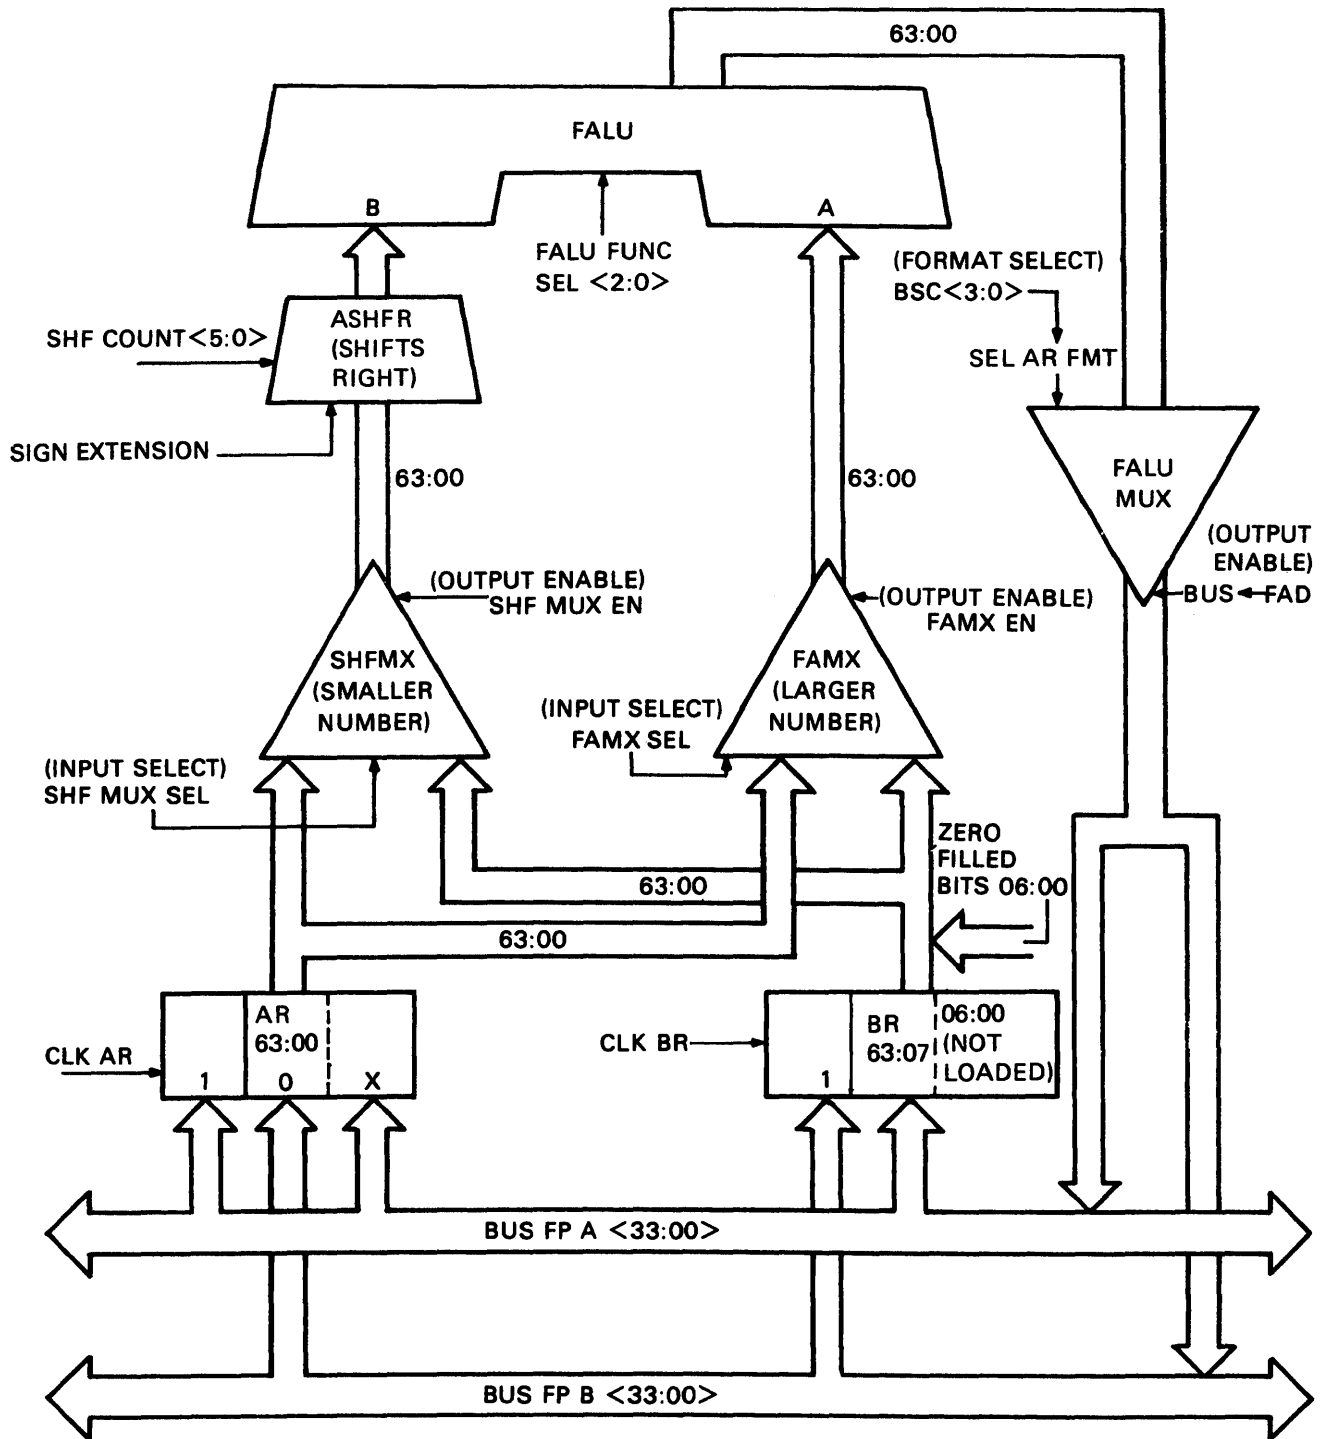 63:00
FALU
B
A
FALU FUNC
SEL <2:0>
(FORMAT SELECT)
BSC<3:0>
SEL AR FMT
SHF COUNT<5:0>
ASHFR
(SHIFTS
RIGHT)
SIGN EXTENSION
63:00
63:00
FALU
MUX
(OUTPUT
ENABLE)
BUS FAD
(OUTPUT ENABLE)
SHF MUX EN
(OUTPUT ENABLE)
FAMX EN
SHFMX
(SMALLER
NUMBER)
FAMX
(LARGER
NUMBER)
(INPUT SELECT)
FAMX SEL
(INPUT SELECT)
SHF MUX SEL
ZERO
FILLED
BITS 06:00
63:00
63:00
CLK AR
1
AR
63:00
0
X
CLK BR
1
BR
63:07
06:00
(NOT
LOADED)
BUS FP A <33:00>
BUS FP B <33:00>